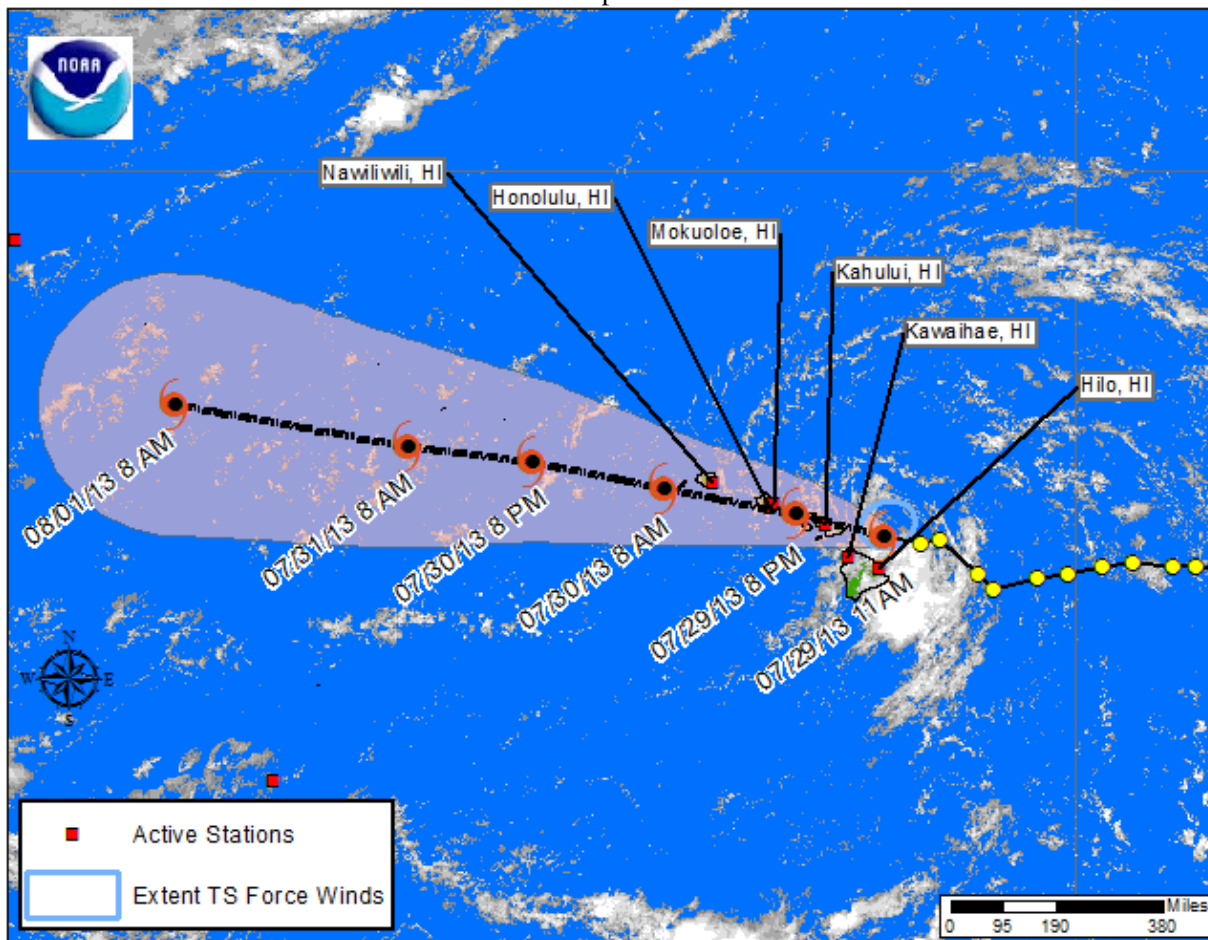 NOAA
Nawiliwili, HI
Honolulu, HI
Mokuoloe, HI
Kahului, HI
Kawaihae, HI
Hilo, HI
08/01/13 8 AM
07/31/13 8 AM
07/30/13 8 PM
07/30/13 8 AM
07/29/13 8 PM
07/29/13 11 AM
N
W E
S
Active Stations
Extent TS Force Winds
Miles
0 95 190 380